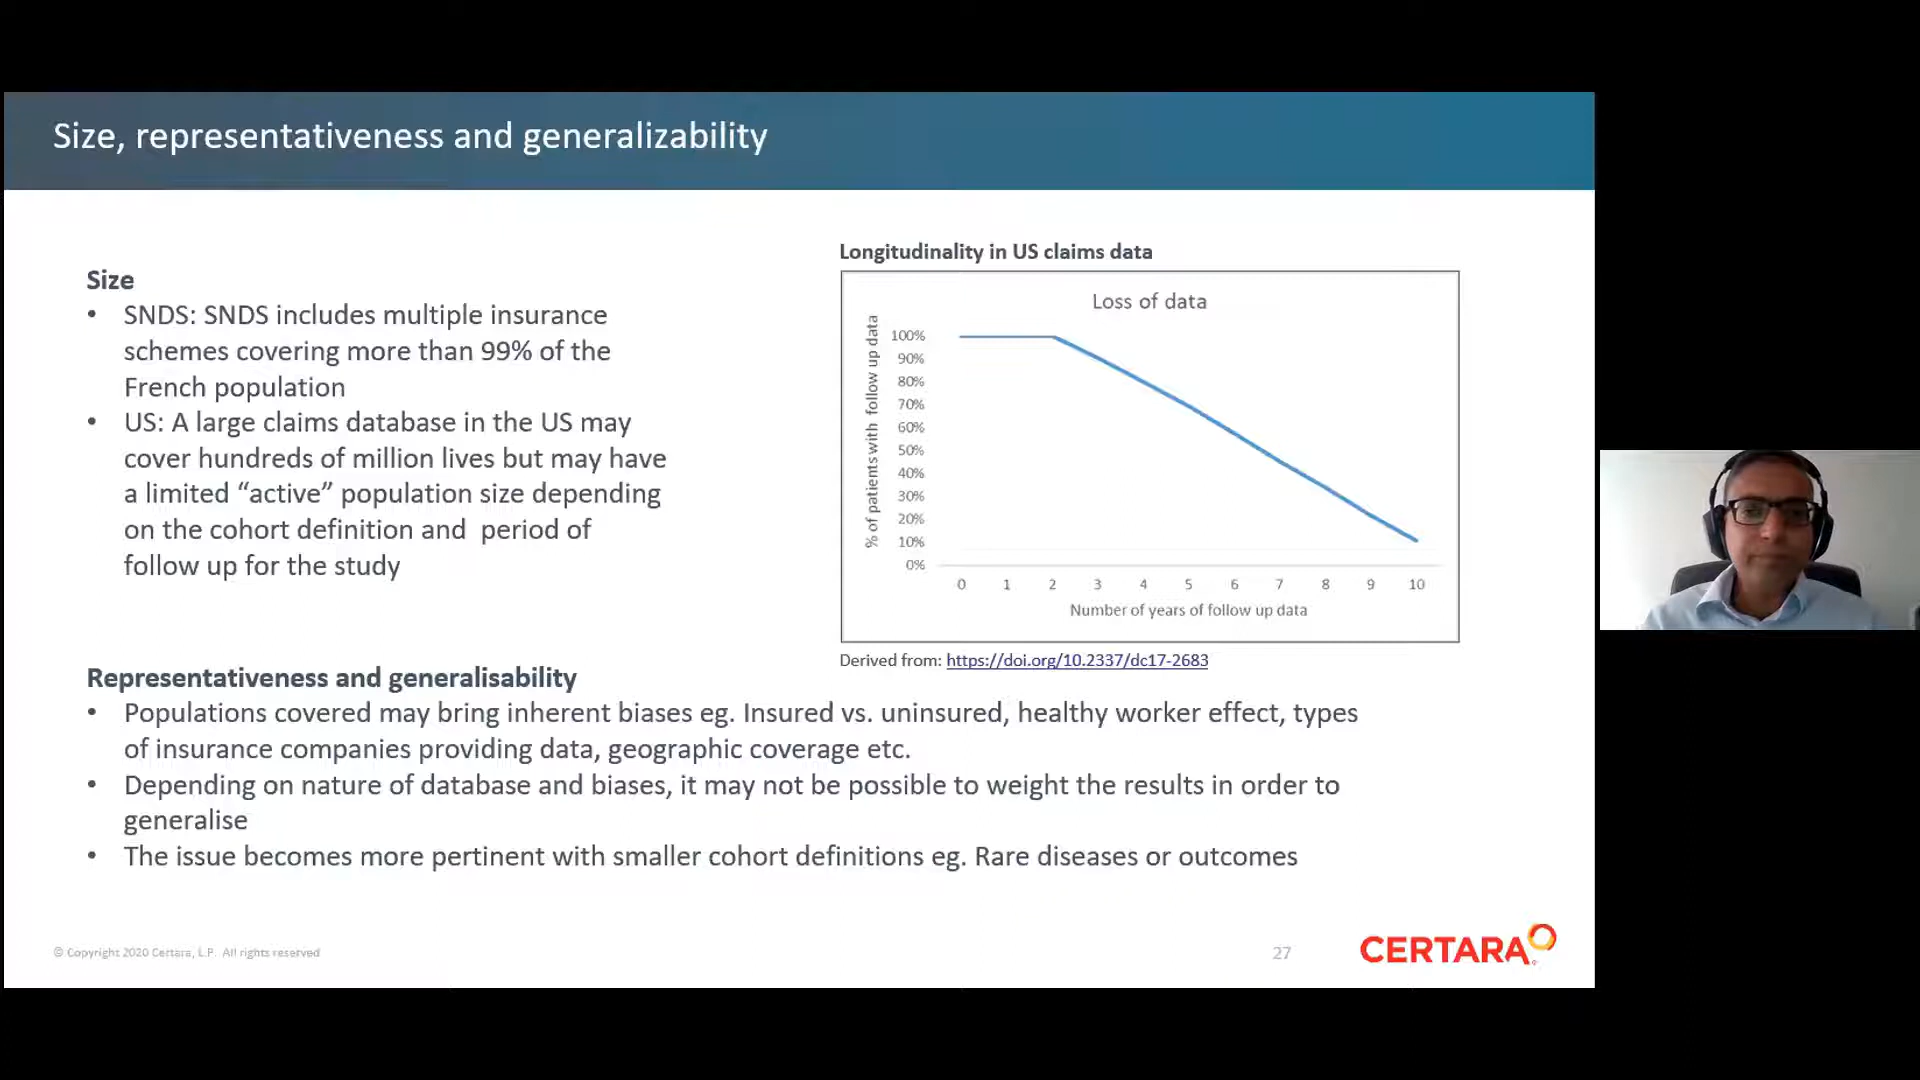 Size, representativeness and generalizability
Size
• SNDS: SNDS includes multiple insurance
schemes covering more than 99% of the
French population
• US: A large claims database in the US may
cover hundreds of million lives but may have
a limited “active” population size depending
on the cohort definition and  period of
follow up for the study
Longitudinality in US claims data
Loss of data
% of patients with follow up data
100%
90%
80%
70%
60%
50%
40%
30%
20%
10%
0%
0 1 2 3 4 5 6 7 8 9 10
Number of years of follow up data
Derived from: https://doi.org/10.2337/dc17-2683
Representativeness and generalisability
• Populations covered may bring inherent biases eg. Insured vs. uninsured, healthy worker effect, types
of insurance companies providing data, geographic coverage etc.
• Depending on nature of database and biases, it may not be possible to weight the results in order to
generalise
• The issue becomes more pertinent with smaller cohort definitions eg. Rare diseases or outcomes
© Copyright 2020 Certara, L.P. All rights reserved
27
CERTARA